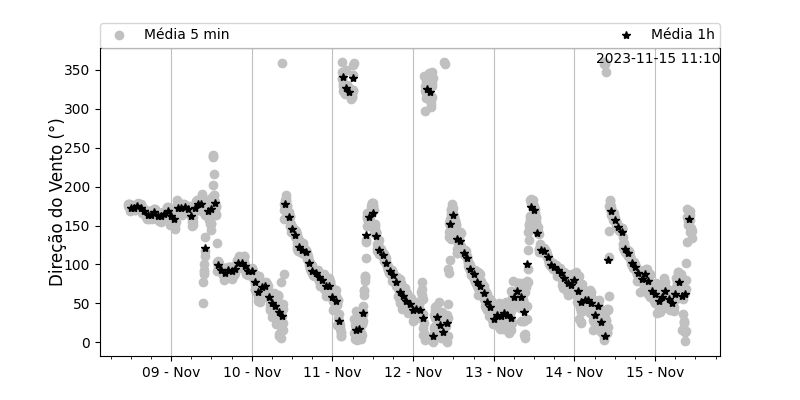 Média 5 min
Média 1h
2023-11-15 11:10
Direção do Vento (°)
350
300
250
200
150
100
50
0
09 - Nov
10 - Nov
11 - Nov
12 - Nov
13 - Nov
14 - Nov
15 - Nov